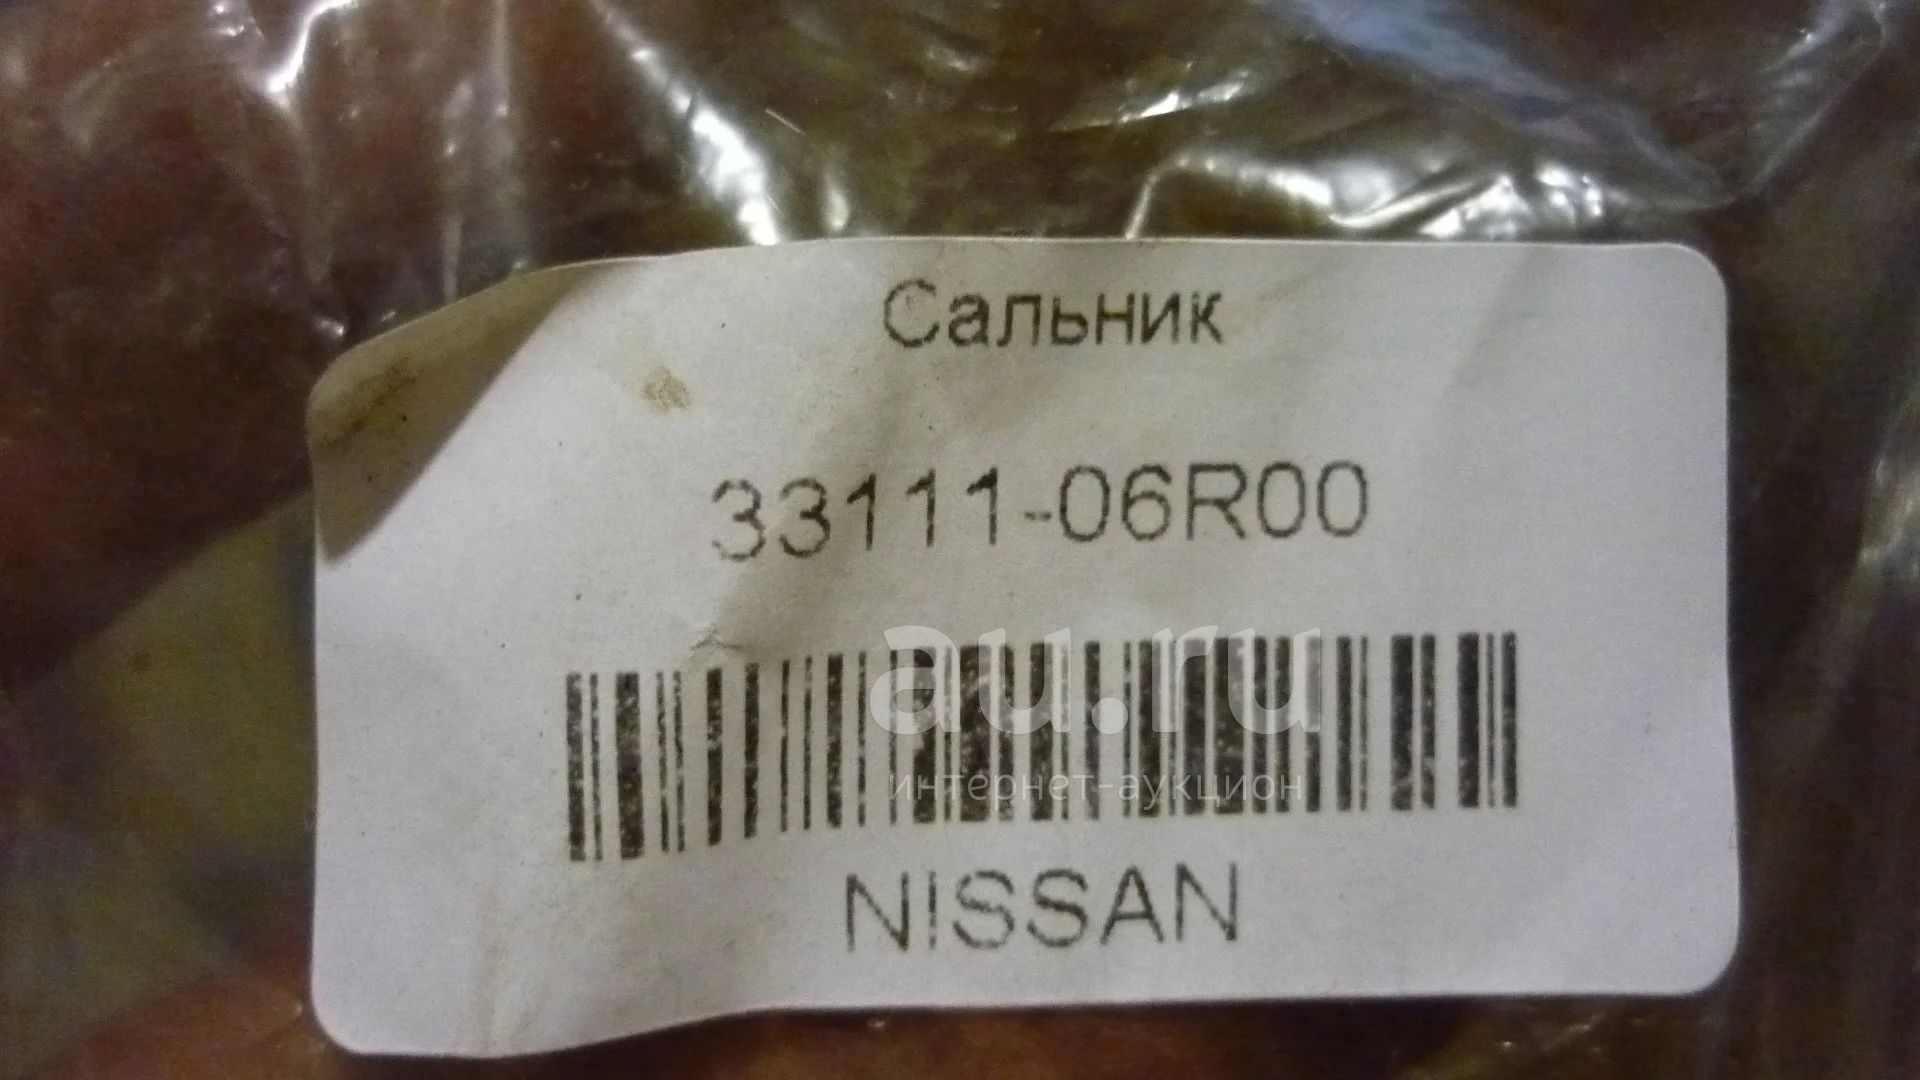 Сальник
33111-06R00
au.ru
интернет-аукцион
NISSAN